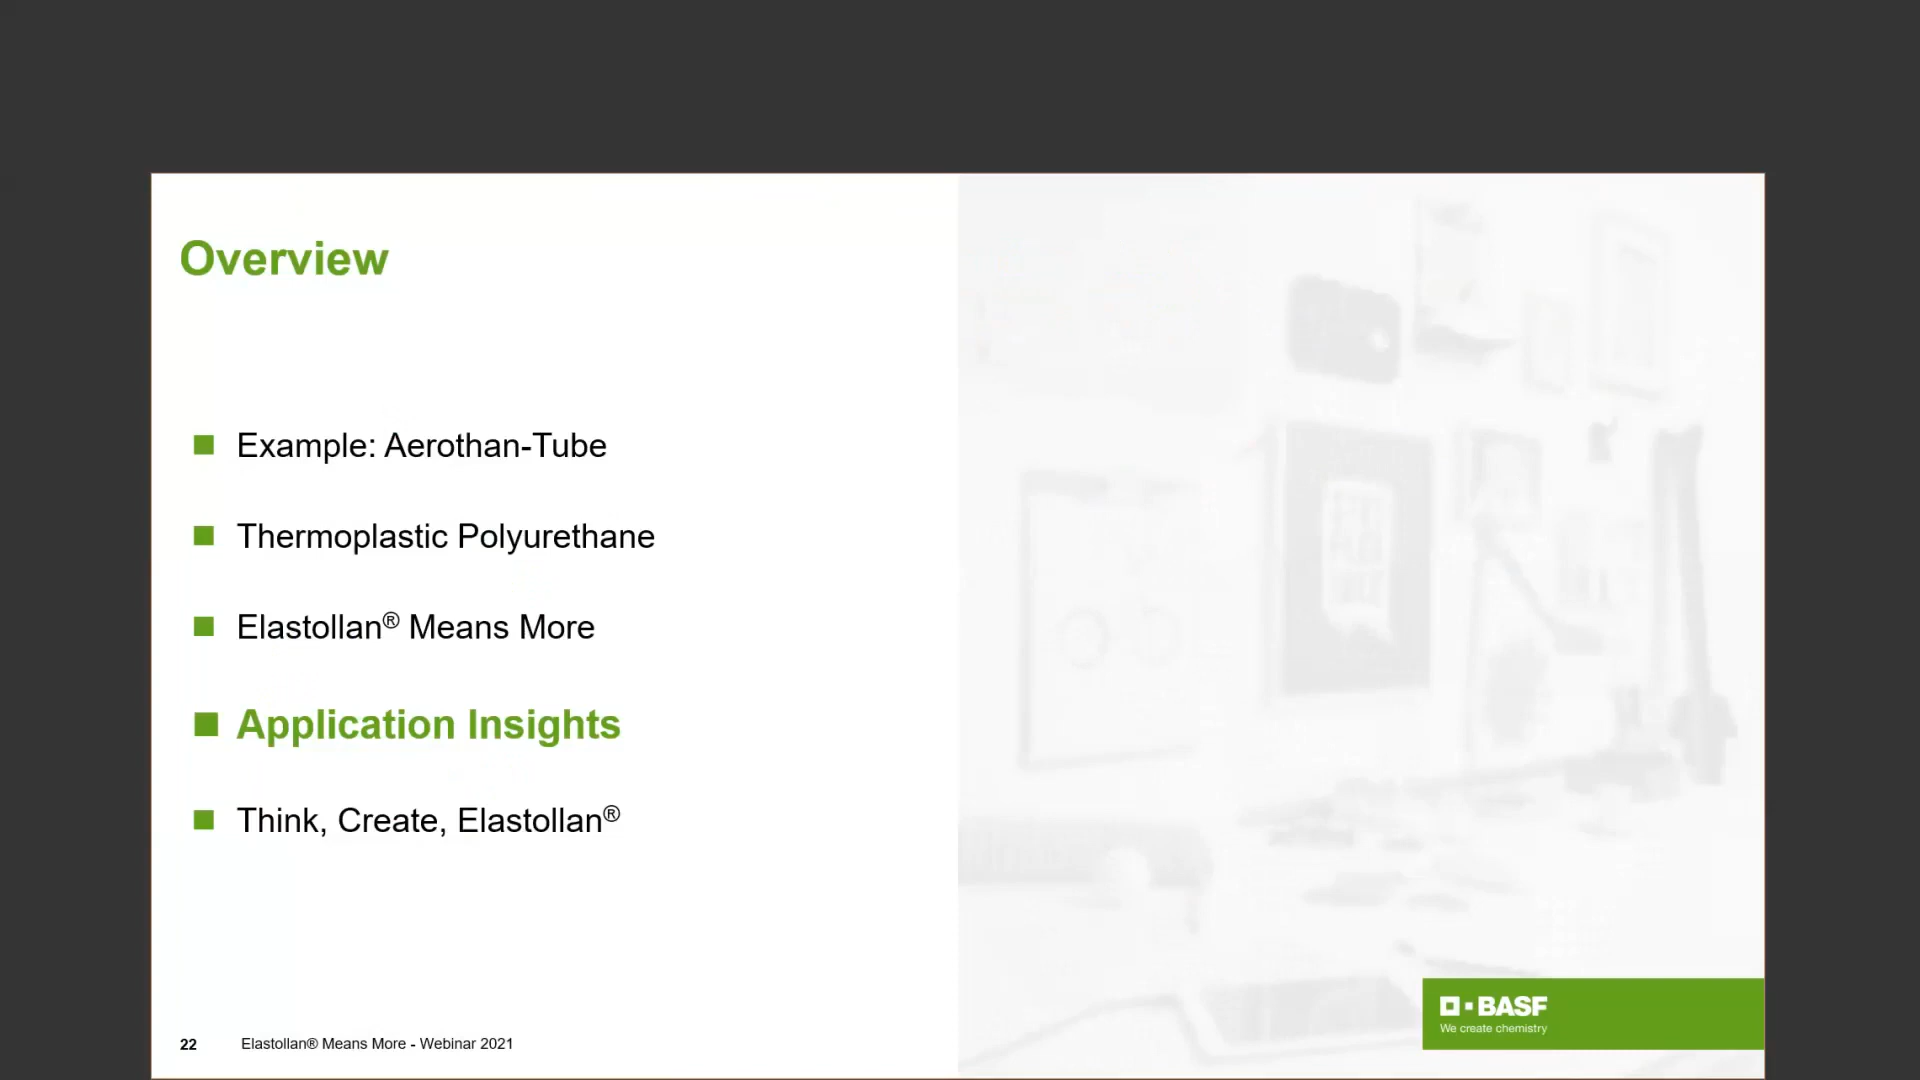 Overview
Example: Aerothan-Tube
Thermoplastic Polyurethane
Elastollan® Means More
Application Insights
Think, Create, Elastollan®
22 Elastollan® Means More - Webinar 2021
BASF
We create chemistry